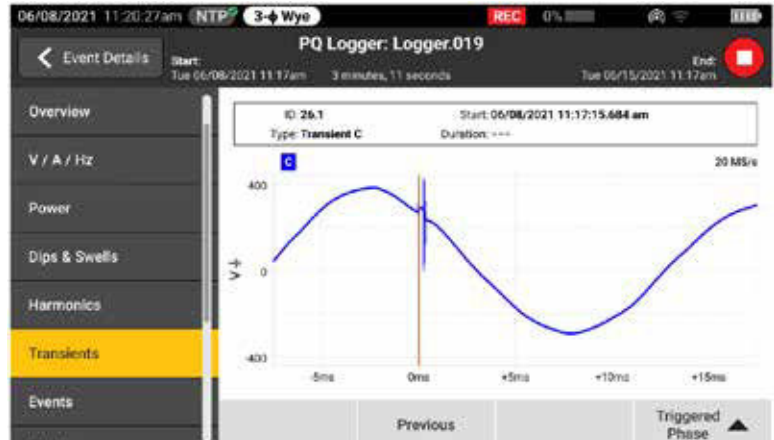 06/08/2021 11:20:27am NTP 3-ϕ Wye REC 0%
Event Details
PQ Logger: Logger.019
Start: End:
Tue 06/08/2021 11:17am 3 minutes, 11 seconds Tue 06/15/2021 11:17am
Overview
V / A / Hz
Power
Dips & Swells
Harmonics
Transients
Events
ID: 26.1 Start: 06/08/2021 11:17:15.684 am
Type: Transient C Duration: ---
C 20 MS/s
400
V ϕ
0
-400
-5ms 0ms +5ms +10ms +15ms
Previous
Triggered
Phase